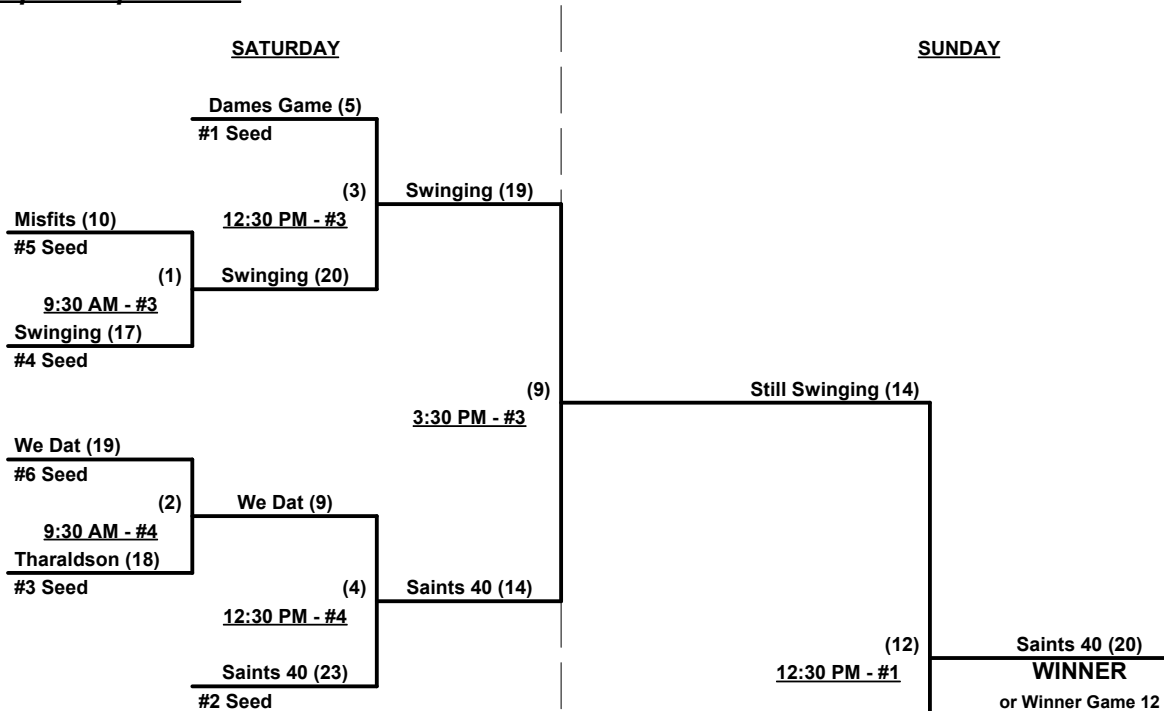 SATURDAY
SUNDAY
Dames Game (5)
#1 Seed
(3)
Swinging (19)
Misfits (10)
12:30 PM - #3
#5 Seed
(1)
Swinging (20)
9:30 AM - #3
Swinging (17)
#4 Seed
(9)
Still Swinging (14)
3:30 PM - #3
We Dat (19)
#6 Seed
(2)
We Dat (9)
9:30 AM - #4
Tharaldson (18)
#3 Seed
(4)
Saints 40 (14)
12:30 PM - #4
(12)
Saints 40 (20)
Saints 40 (23)
12:30 PM - #1
WINNER
#2 Seed
or Winner Game 12